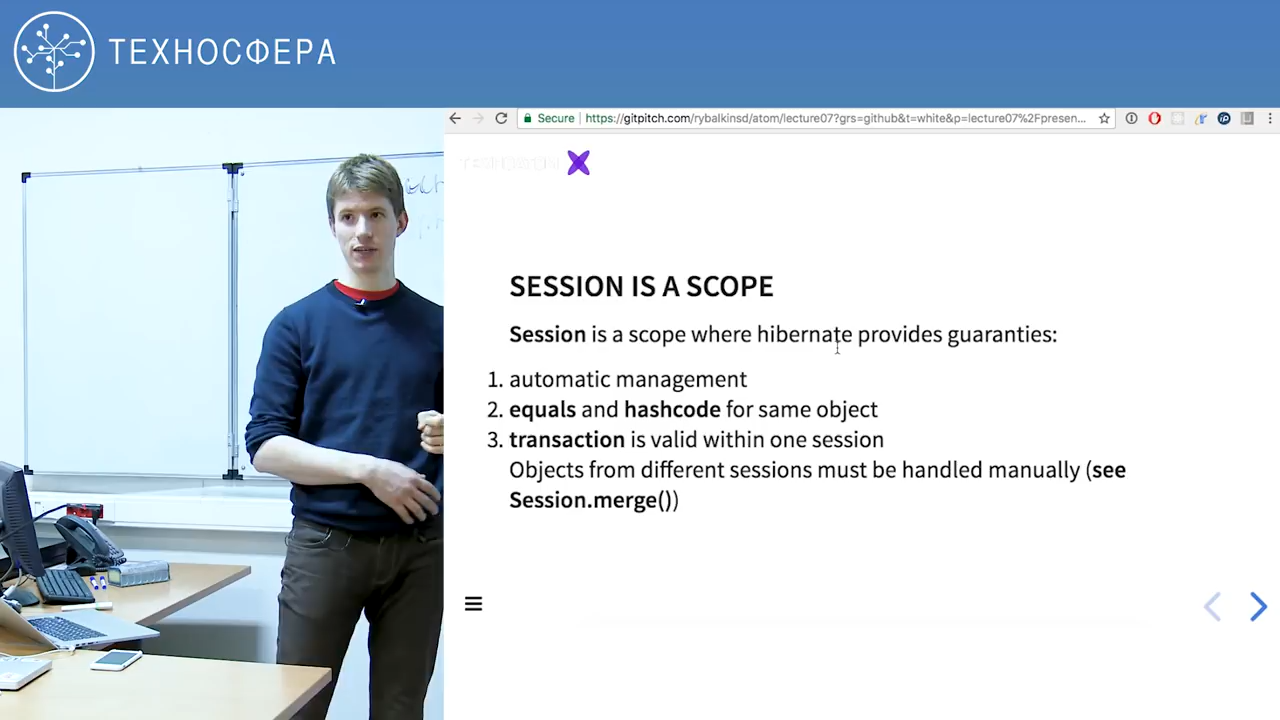 ТЕХНОСФЕРА
Secure
https://gitpitch.com/rybalkinsd/atom/lecture07?grs=github&t=white&p=lecture07%2Fpresen...
SESSION IS A SCOPE
Session is a scope where hibernate provides guaranties:
1. automatic management
2. equals and hashcode for same object
3. transaction is valid within one session
Objects from different sessions must be handled manually (see
Session.merge())